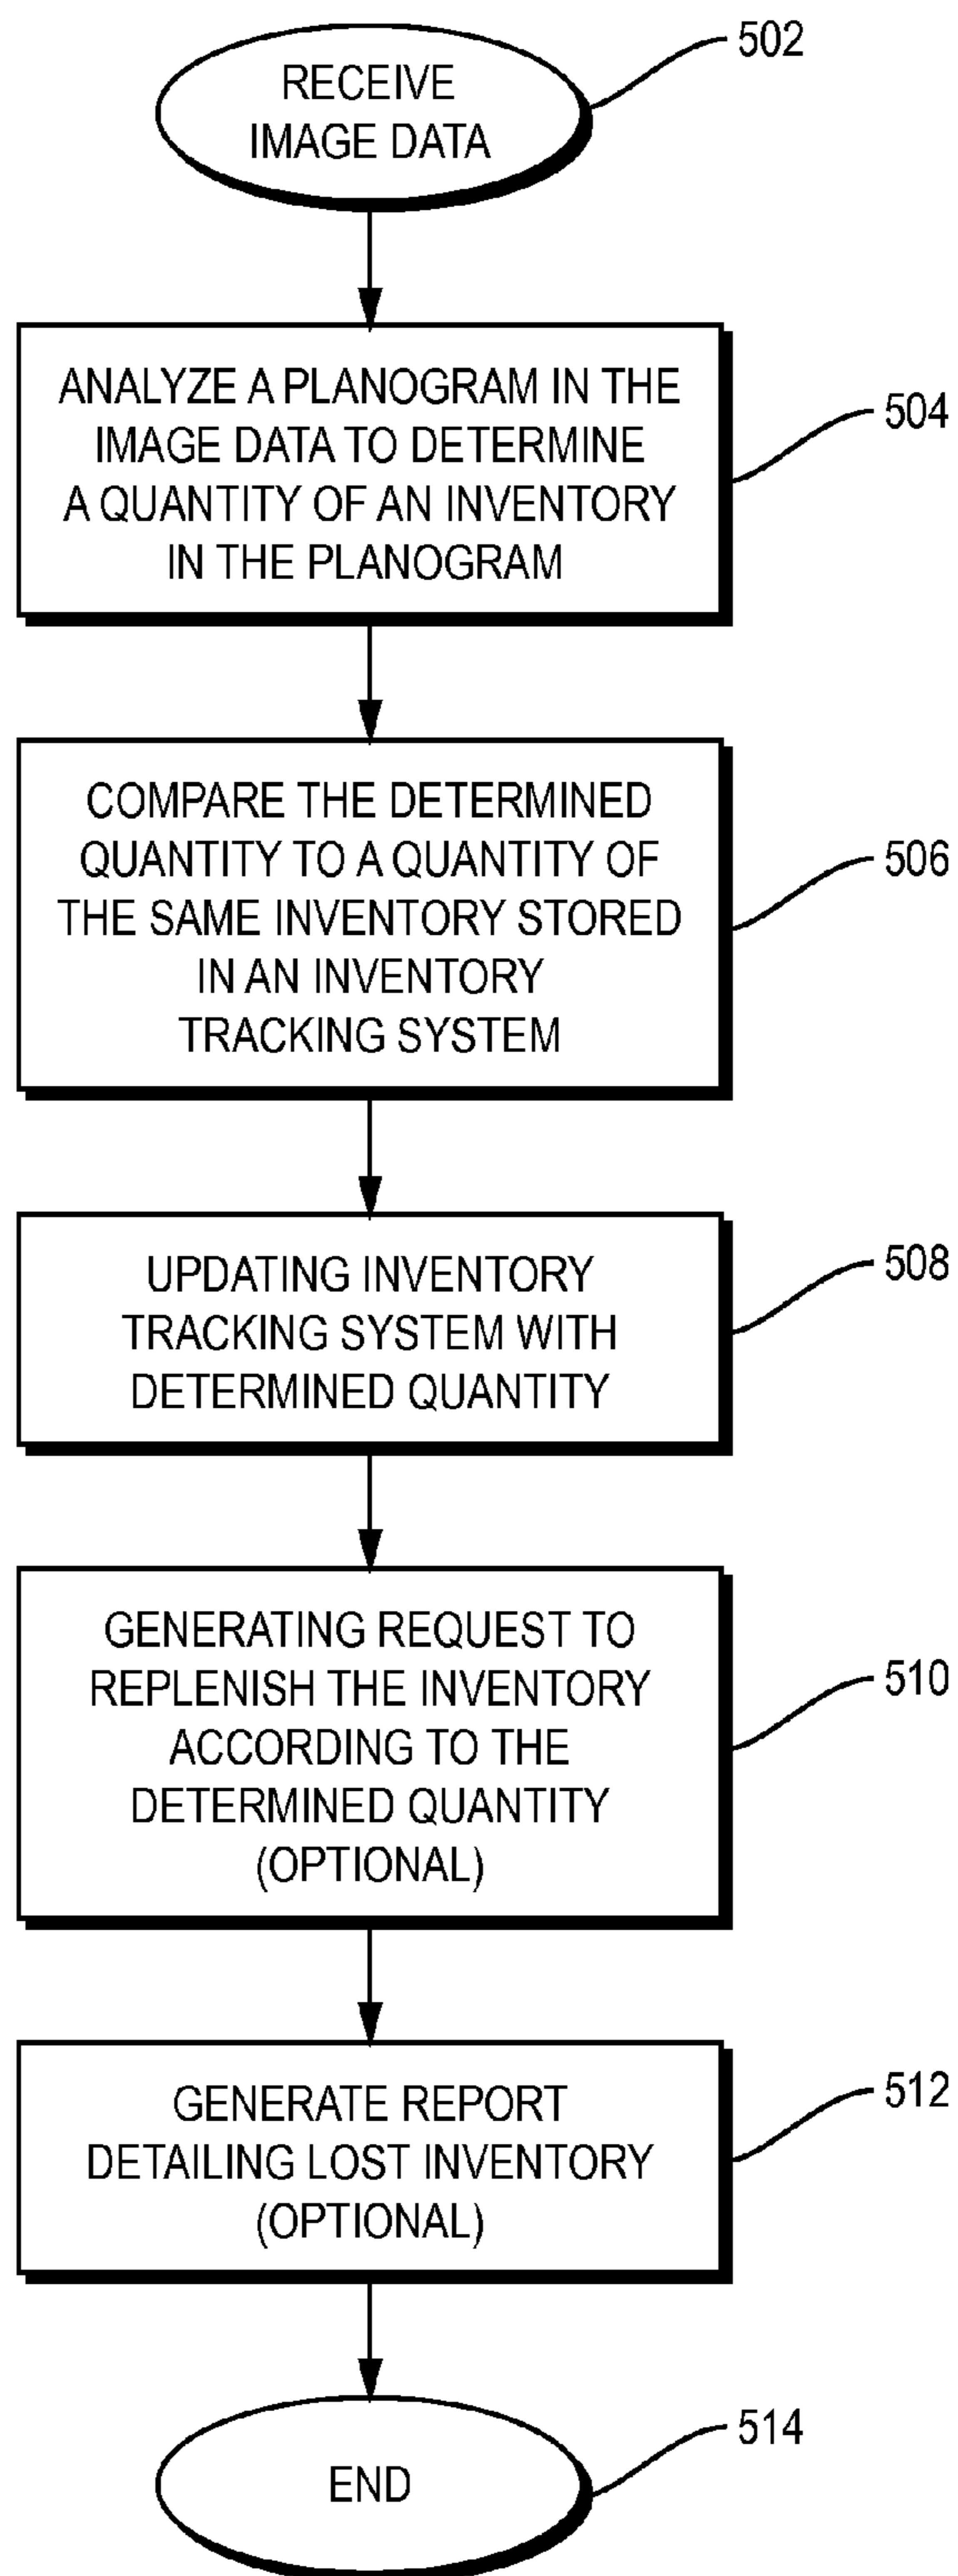 RECEIVE
IMAGE DATA
502
ANALYZE A PLANOGRAM IN THE
IMAGE DATA TO DETERMINE
A QUANTITY OF AN INVENTORY
IN THE PLANOGRAM
504
COMPARE THE DETERMINED
QUANTITY TO A QUANTITY OF
THE SAME INVENTORY STORED
IN AN INVENTORY
TRACKING SYSTEM
506
UPDATING INVENTORY
TRACKING SYSTEM WITH
DETERMINED QUANTITY
508
GENERATING REQUEST TO
REPLENISH THE INVENTORY
ACCORDING TO THE
DETERMINED QUANTITY
(OPTIONAL)
510
GENERATE REPORT
DETAILING LOST INVENTORY
(OPTIONAL)
512
END
514